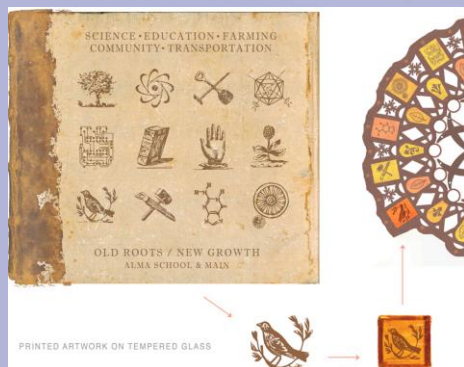 SCIENCE • EDUCATION • FARMING
COMMUNITY • TRANSPORTATION
OLD ROOTS / NEW GROWTH
ALMA SCHOOL & MAIN
PRINTED ARTWORK ON TEMPERED GLASS